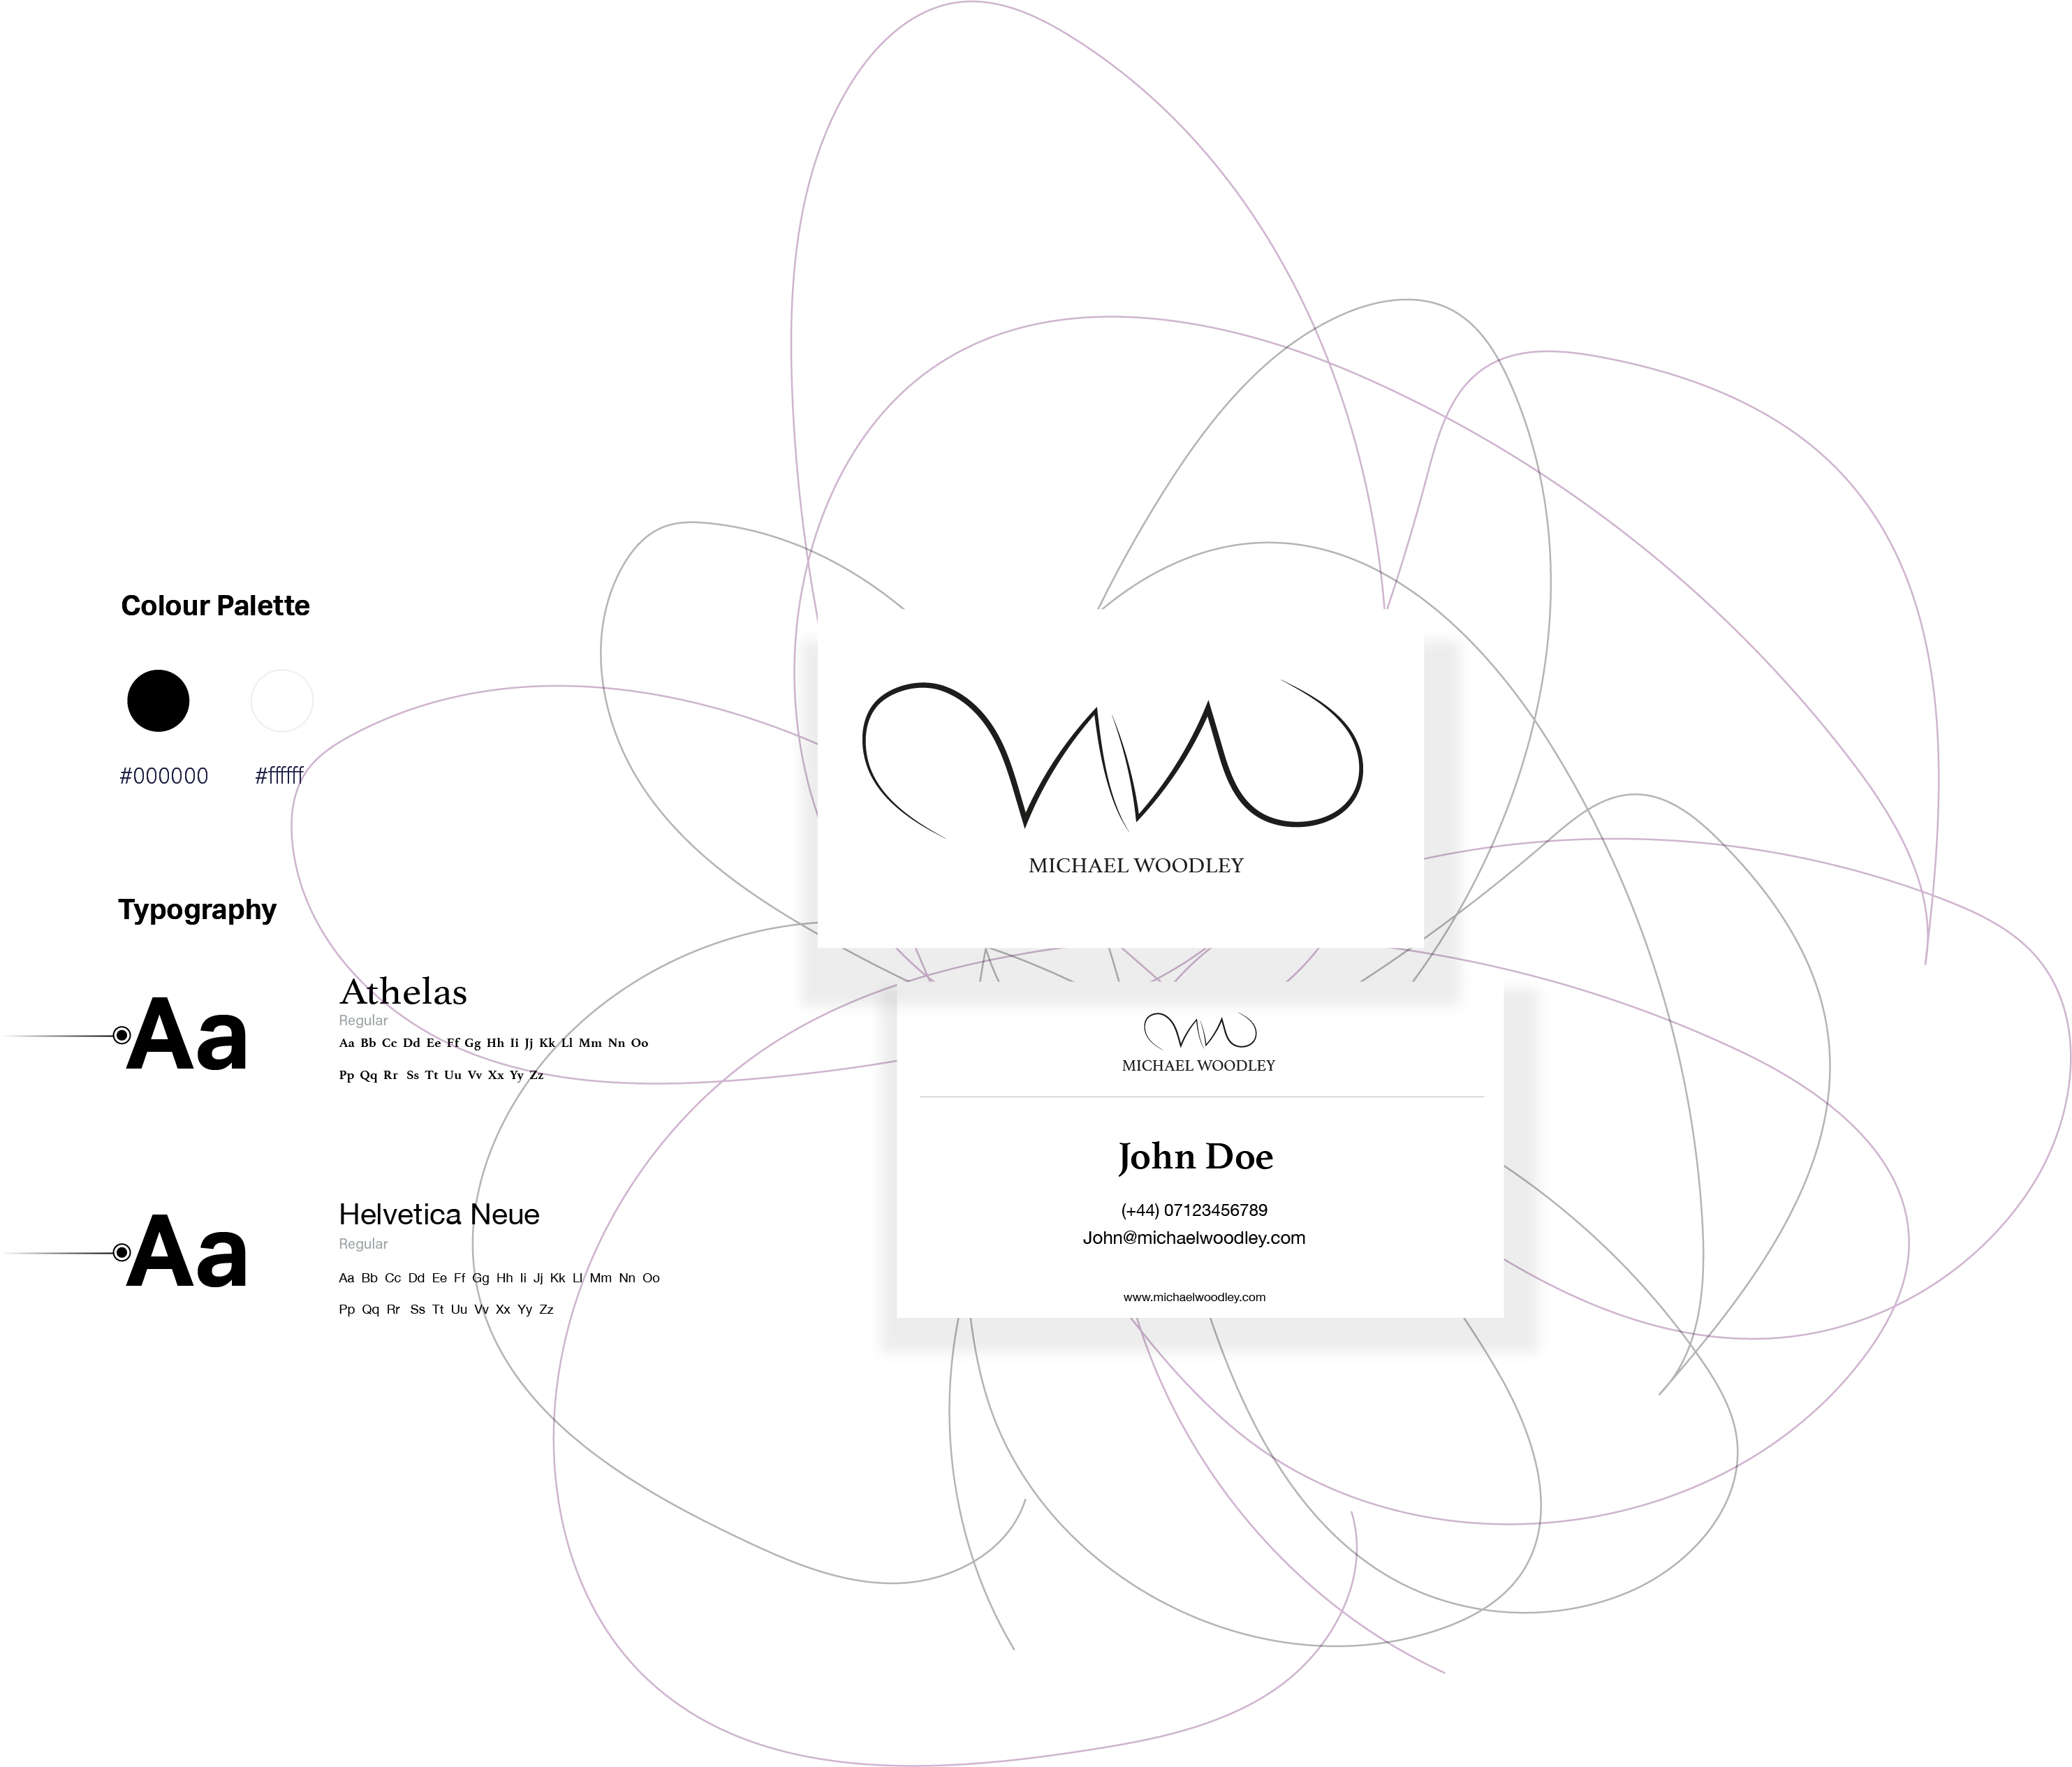 Colour Palette
#000000 #ffffff
Typography
Aa
Athelas
Regular
Aa Bb Cc Dd Ee Ff Gg Hh Ii Jj Kk Ll Mm Nn Oo
Pp Qq Rr Ss Tt Uu Vv Xx Yy Zz
Aa
Helvetica Neue
Regular
Aa Bb Cc Dd Ee Ff Gg Hh Ii Jj Kk Ll Mm Nn Oo
Pp Qq Rr Ss Tt Uu Vv Xx Yy Zz
MW
MICHAEL WOODLEY
MW
MICHAEL WOODLEY
John Doe
(+44) 07123456789
John@michaelwoodley.com
www.michaelwoodley.com